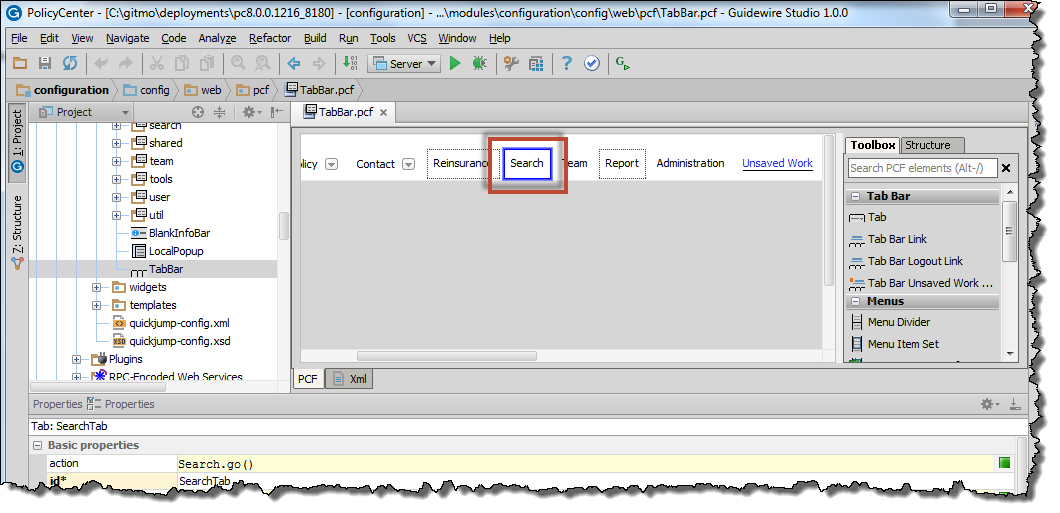 PolicyCenter - [C:\gitmo\deployments\pc8.0.0.1216_8180] - [configuration] - ...\modules\configuration\config\web\pcf\TabBar.pcf - Guidewire Studio 1.0.0
File Edit View Navigate Code Analyze Refactor Build Run Tools VCS Window Help
Server
configuration config web pcf TabBar.pcf
1: Project
Z: Structure
Project
search
shared
team
tools
user
util
BlankInfoBar
LocalPopup
TabBar
widgets
templates
quickjump-config.xml
quickjump-config.xsd
Plugins
RPC-Encoded Web Services
TabBar.pcf
olicy Contact Reinsurance Search Team Report Administration Unsaved Work
PCF Xml
Toolbox Structure
Search PCF elements (Alt-/)
Tab Bar
Tab
Tab Bar Link
Tab Bar Logout Link
Tab Bar Unsaved Work ...
Menus
Menu Divider
Menu Item Set
Properties Properties
Tab: SearchTab
Basic properties
action Search.go()
id* SearchTab